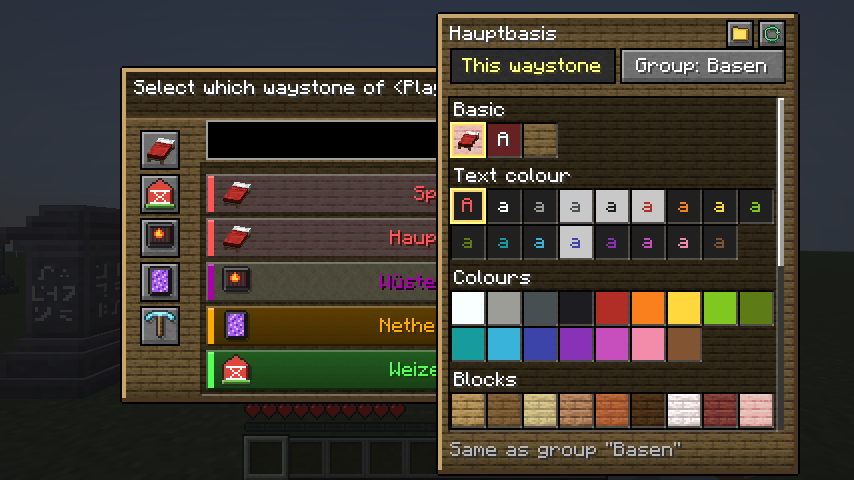 Hauptbasis
This waystone
Group: Basen
Select which waystone of <Play
Basic
A
Text colour
A a a a a a a a a
a a a a a a a a
Sp
Haup
Wüste
Nethe
Weize
Colours
Blocks
Same as group "Basen"